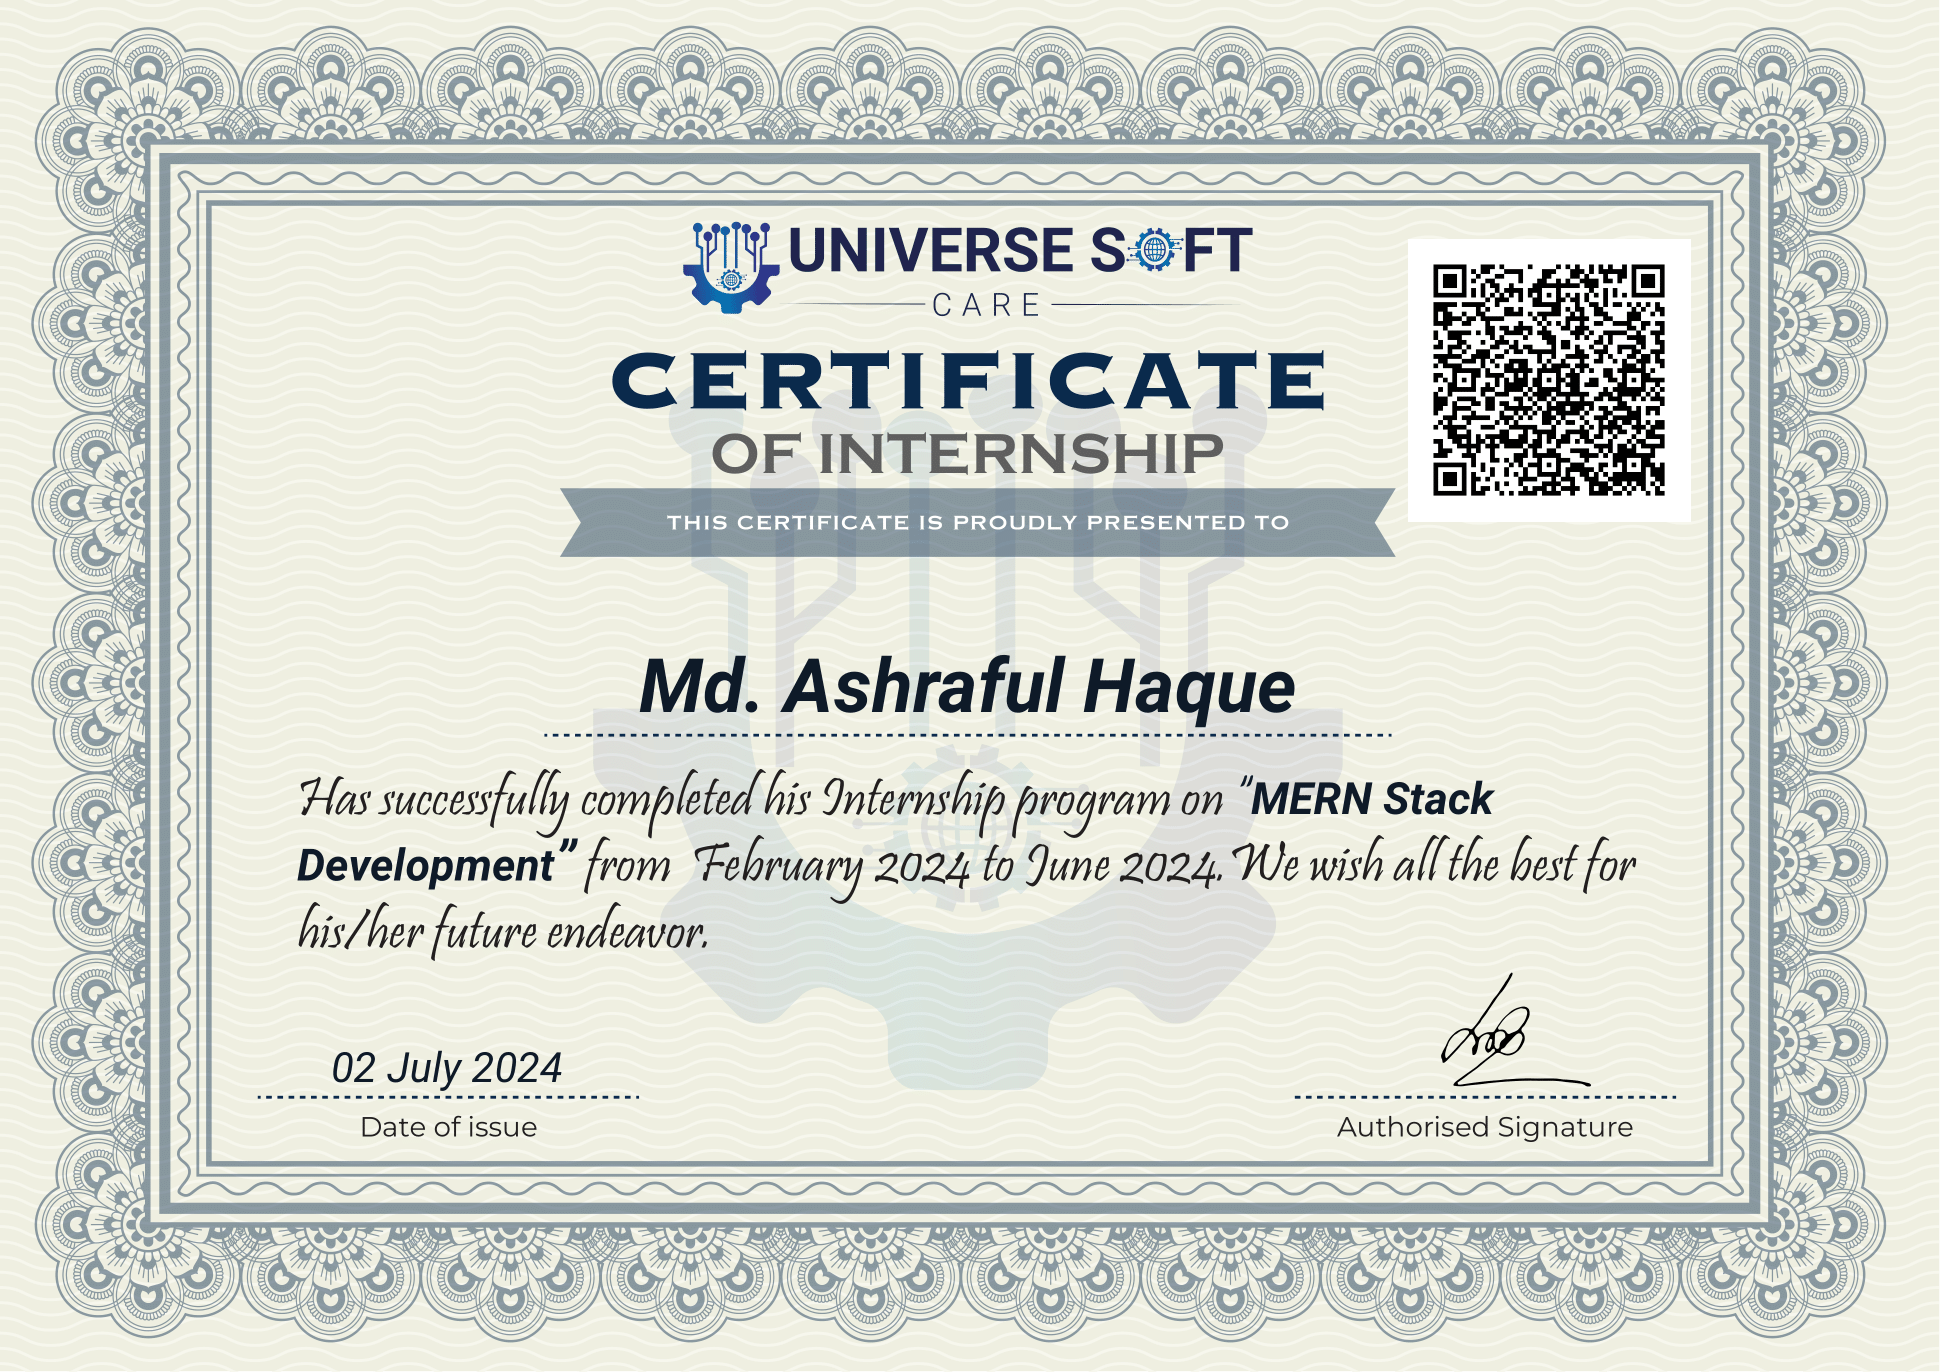 UNIVERSE SOFT
CARE
CERTIFICATE
OF INTERNSHIP
THIS CERTIFICATE IS PROUDLY PRESENTED TO
Md. Ashraful Haque
Has successfully completed his Internship program on "MERN Stack
Development" from February 2024 to June 2024. We wish all the best for
his/her future endeavor.
02 July 2024
Date of issue
Authorised Signature